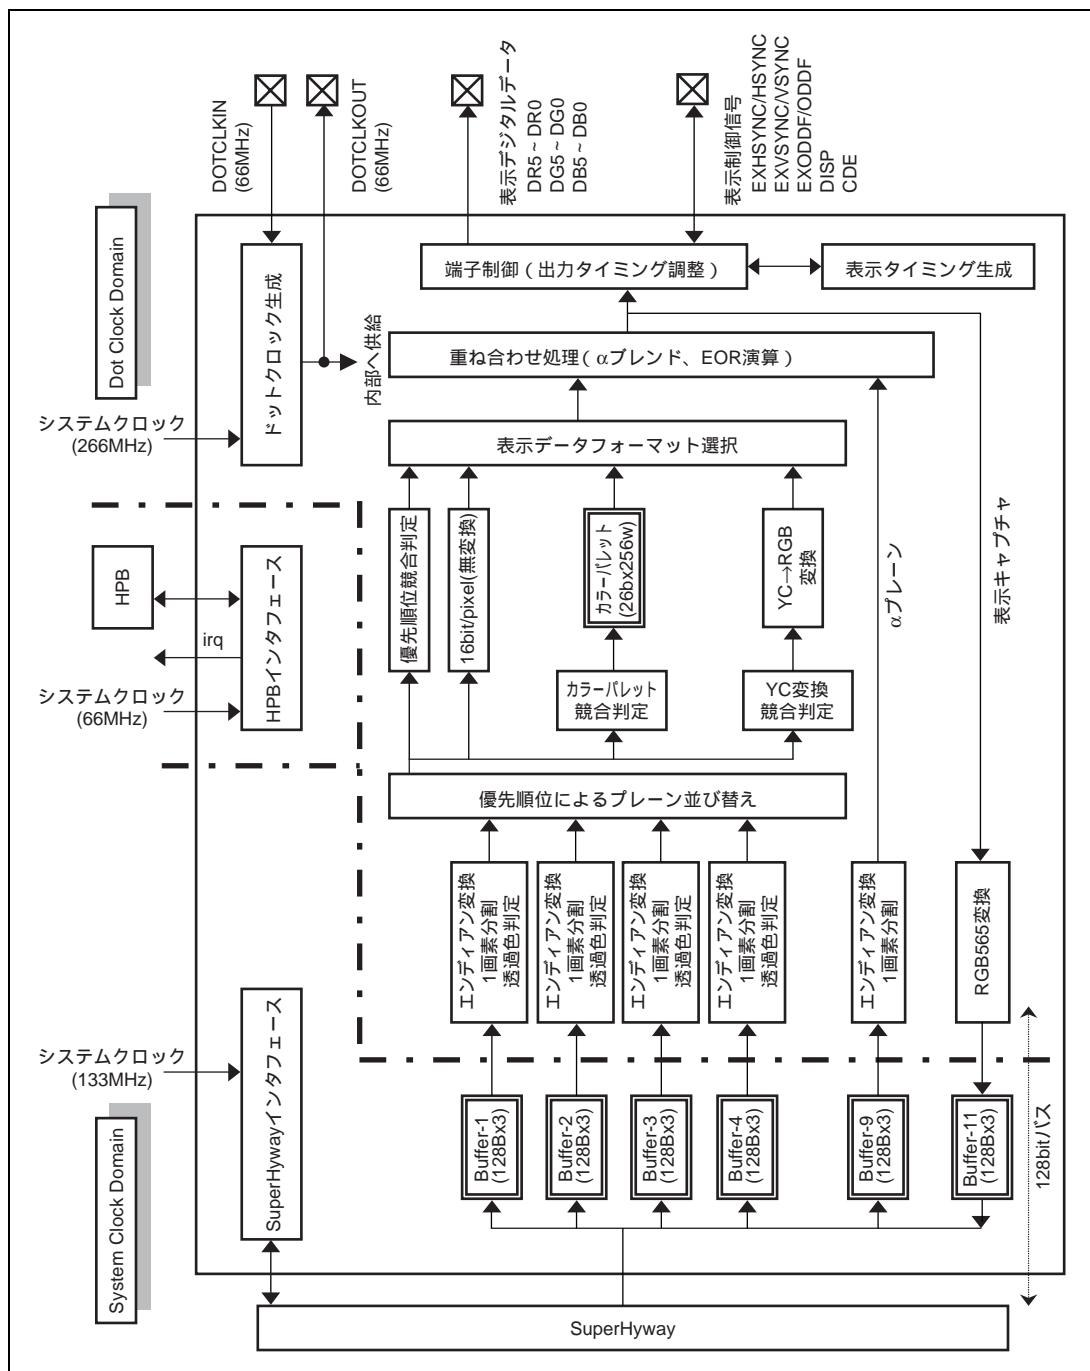 DOTCLKIN
(66MHz)
DOTCLKOUT
(66MHz)
表示デジタルデータ
DR5 ~ DR0
DG5 ~ DG0
DB5 ~ DB0
表示制御信号
EXHSYNC/HSYNC
EXVSYNC/VSYNC
EXODDF/ODDF
DISP
CDE
Dot Clock Domain
ドットクロック生成
端子制御(出力タイミング調整)
表示タイミング生成
内部へ供給
重ね合わせ処理(αブレンド、EOR演算)
システムクロック
(266MHz)
表示データフォーマット選択
優先順位競合判定
16bit/pixel(無変換)
カラーパレット
(26bx256w)
YC→RGB
変換
αプレーン
表示キャプチャ
HPB
HPBインタフェース
irq
システムクロック
(66MHz)
カラーパレット
競合判定
YC変換
競合判定
優先順位によるプレーン並び替え
エンディアン変換
1画素分割
透過色判定
エンディアン変換
1画素分割
透過色判定
エンディアン変換
1画素分割
透過色判定
エンディアン変換
1画素分割
透過色判定
エンディアン変換
1画素分割
RGB565変換
システムクロック
(133MHz)
SuperHywayインタフェース
System Clock Domain
Buffer-1
(128Bx3)
Buffer-2
(128Bx3)
Buffer-3
(128Bx3)
Buffer-4
(128Bx3)
Buffer-9
(128Bx3)
Buffer-11
(128Bx3)
128bitバス
SuperHyway